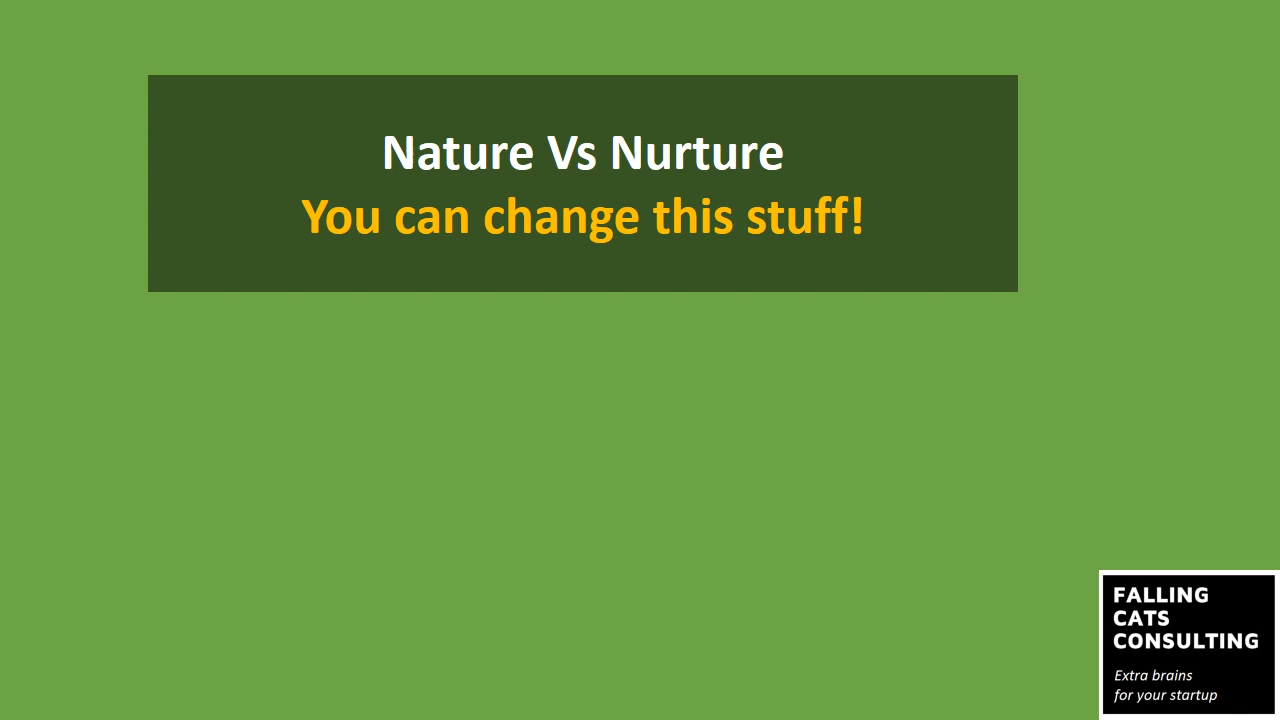 Nature Vs Nurture
You can change this stuff!
FALLING
CATS
CONSULTING
Extra brains
for your startup